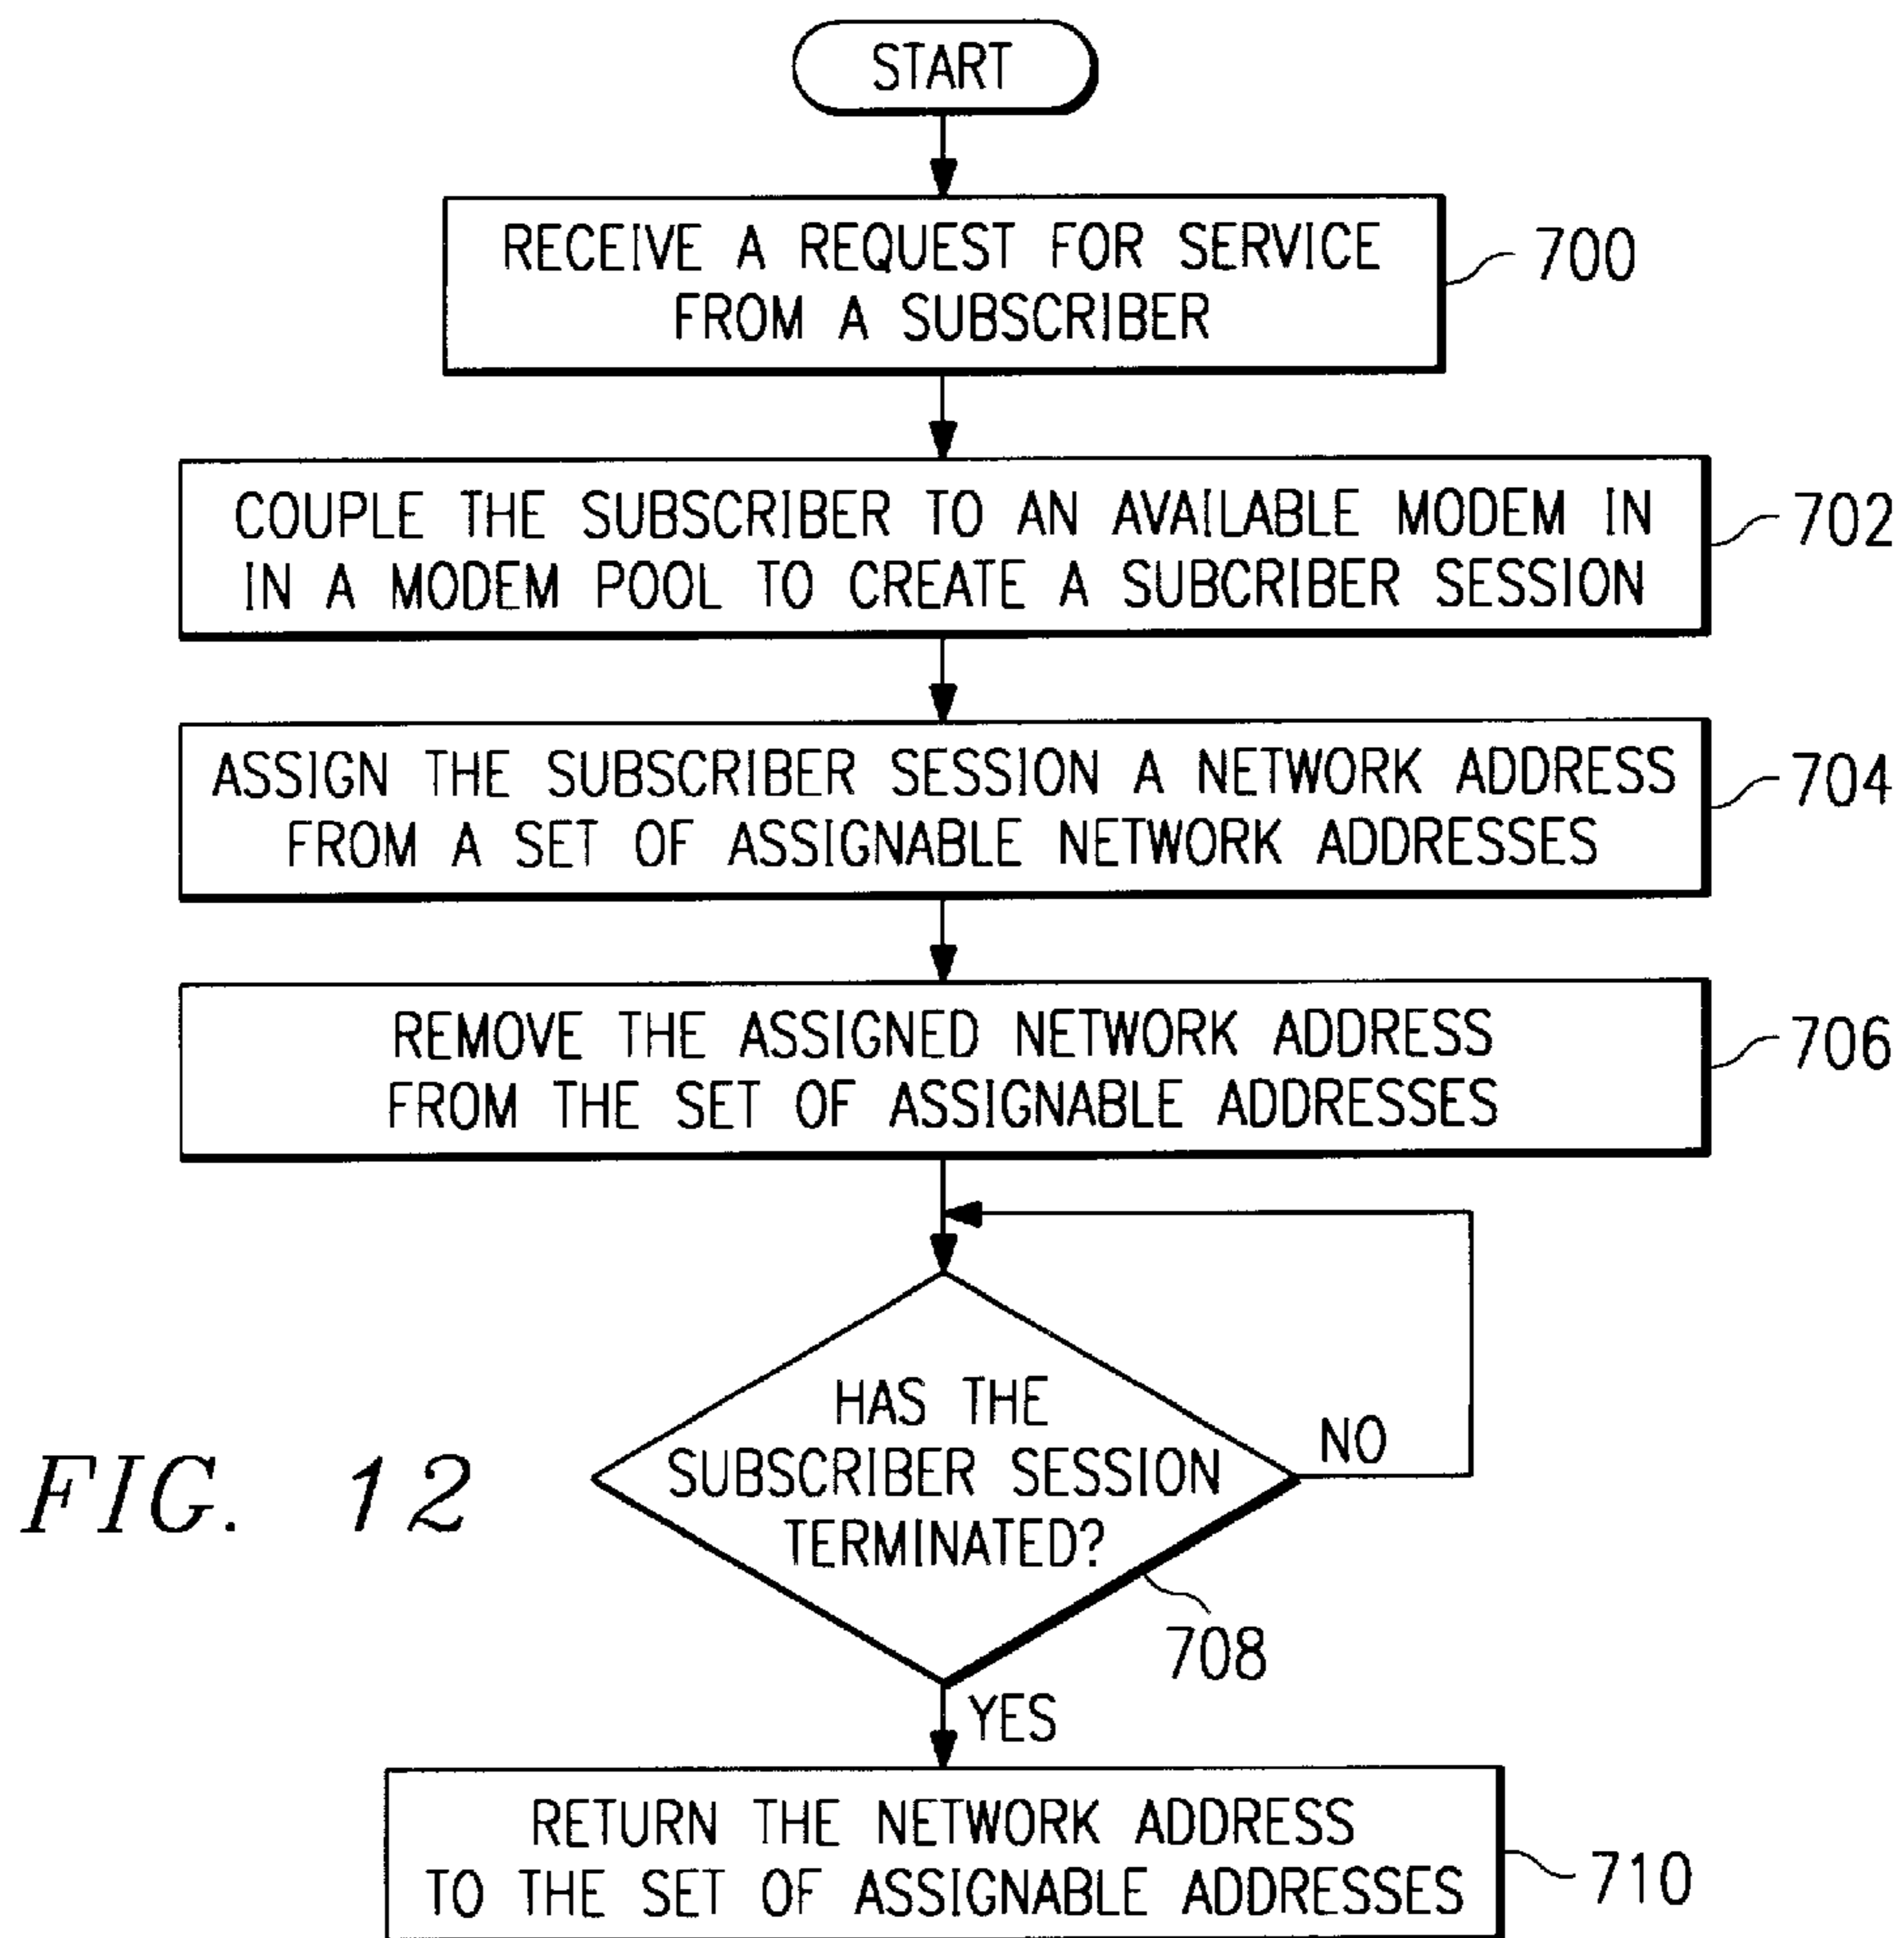 START
RECEIVE A REQUEST FOR SERVICE
FROM A SUBSCRIBER
700
COUPLE THE SUBSCRIBER TO AN AVAILABLE MODEM IN
IN A MODEM POOL TO CREATE A SUBCRIBER SESSION
702
ASSIGN THE SUBSCRIBER SESSION A NETWORK ADDRESS
FROM A SET OF ASSIGNABLE NETWORK ADDRESSES
704
REMOVE THE ASSIGNED NETWORK ADDRESS
FROM THE SET OF ASSIGNABLE ADDRESSES
706
HAS THE
SUBSCRIBER SESSION
TERMINATED?
NO
708
YES
FIG. 12
RETURN THE NETWORK ADDRESS
TO THE SET OF ASSIGNABLE ADDRESSES
710